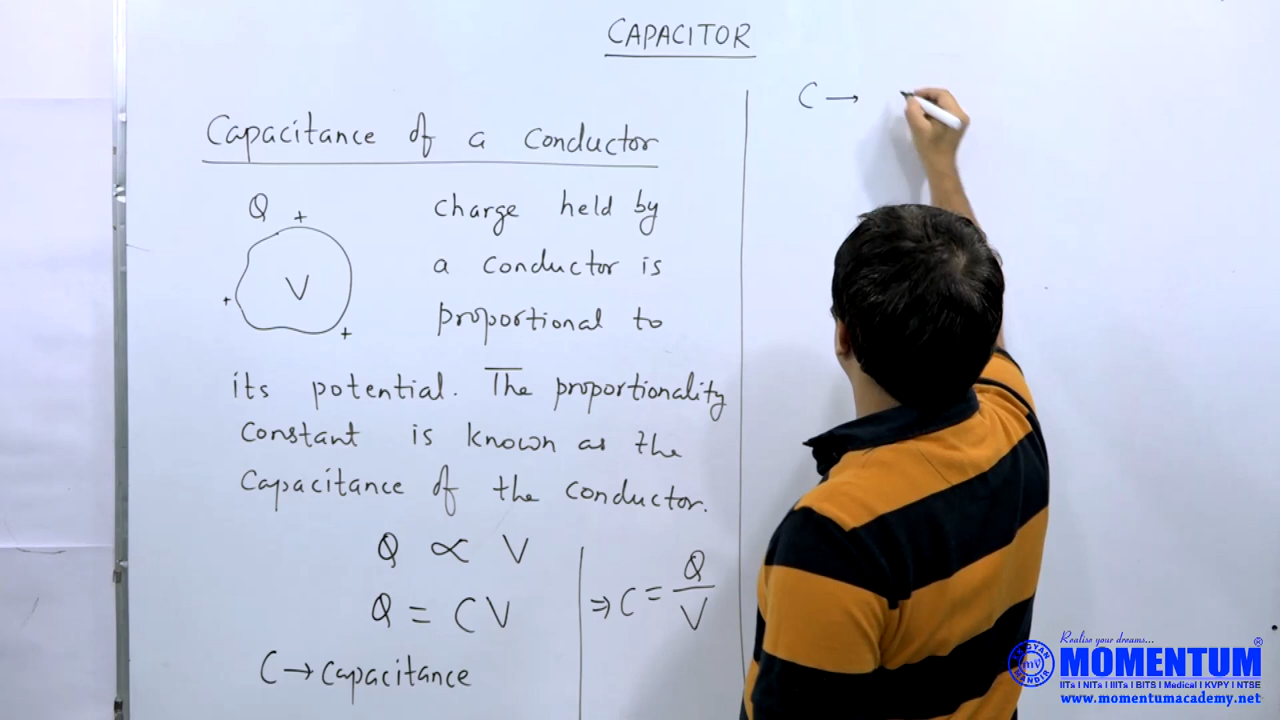 CAPACITOR
Capacitance of a Conductor
Q +
V
+
+
charge held by
a conductor is
proportional to
its potential. The proportionality
Constant is known as the
Capacitance of the conductor.
Q ∝ V
Q = CV
C → Capacitance
⇒ C = Q/V
C →
Realise your dreams...
GYAN MANDIR
MOMENTUM®
IITs | NITs | IIITs | BITS | Medical | KVPY | NTSE
www.momentumacademy.net